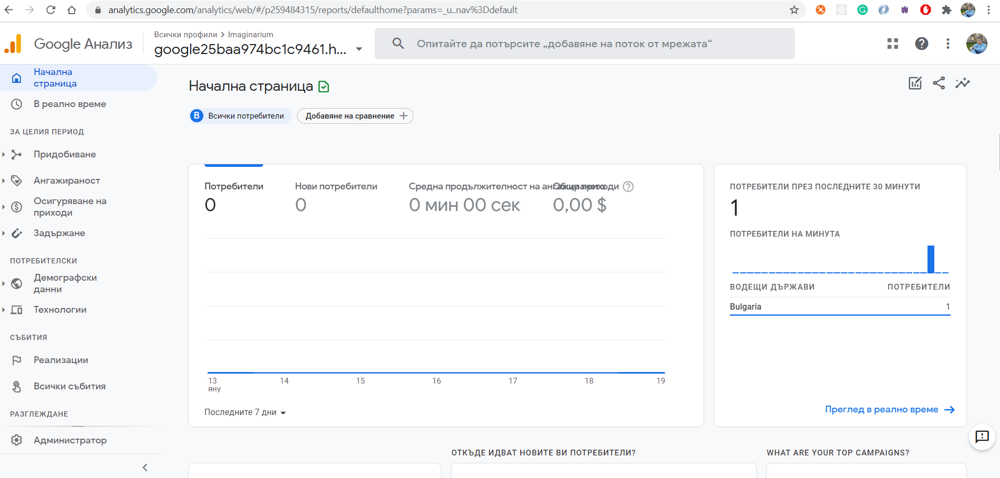 analytics.google.com/analytics/web/#/p259484315/reports/defaulthome?params=_u..nav%3Ddefault
Google Анализ
Всички профили > Imaginarium
google25baa974bc1c9461.h...
Опитайте да потърсите „добавяне на поток от мрежата“
Начална
страница
В реално време
ЗА ЦЕЛИЯ ПЕРИОД
Придобиване
Ангажираност
Осигуряване на
приходи
Задържане
ПОТРЕБИТЕЛСКИ
Демографски
данни
Технологии
СЪБИТИЯ
Реализации
Всички събития
РАЗГЛЕЖДАНЕ
Администратор
Начална страница
В Всички потребители
Добавяне на сравнение
Потребители
0
Нови потребители
0
Средна продължителност на ангажирането
0 мин 00 сек
Общи приходи
0,00 $
13 14 15 16 17 18 19
яну
Последните 7 дни
ПОТРЕБИТЕЛИ ПРЕЗ ПОСЛЕДНИТЕ 30 МИНУТИ
1
ПОТРЕБИТЕЛИ НА МИНУТА
ВОДЕЩИ ДЪРЖАВИ ПОТРЕБИТЕЛИ
Bulgaria 1
Преглед в реално време
ОТКЪДЕ ИДВАТ НОВИТЕ ВИ ПОТРЕБИТЕЛИ?
WHAT ARE YOUR TOP CAMPAIGNS?